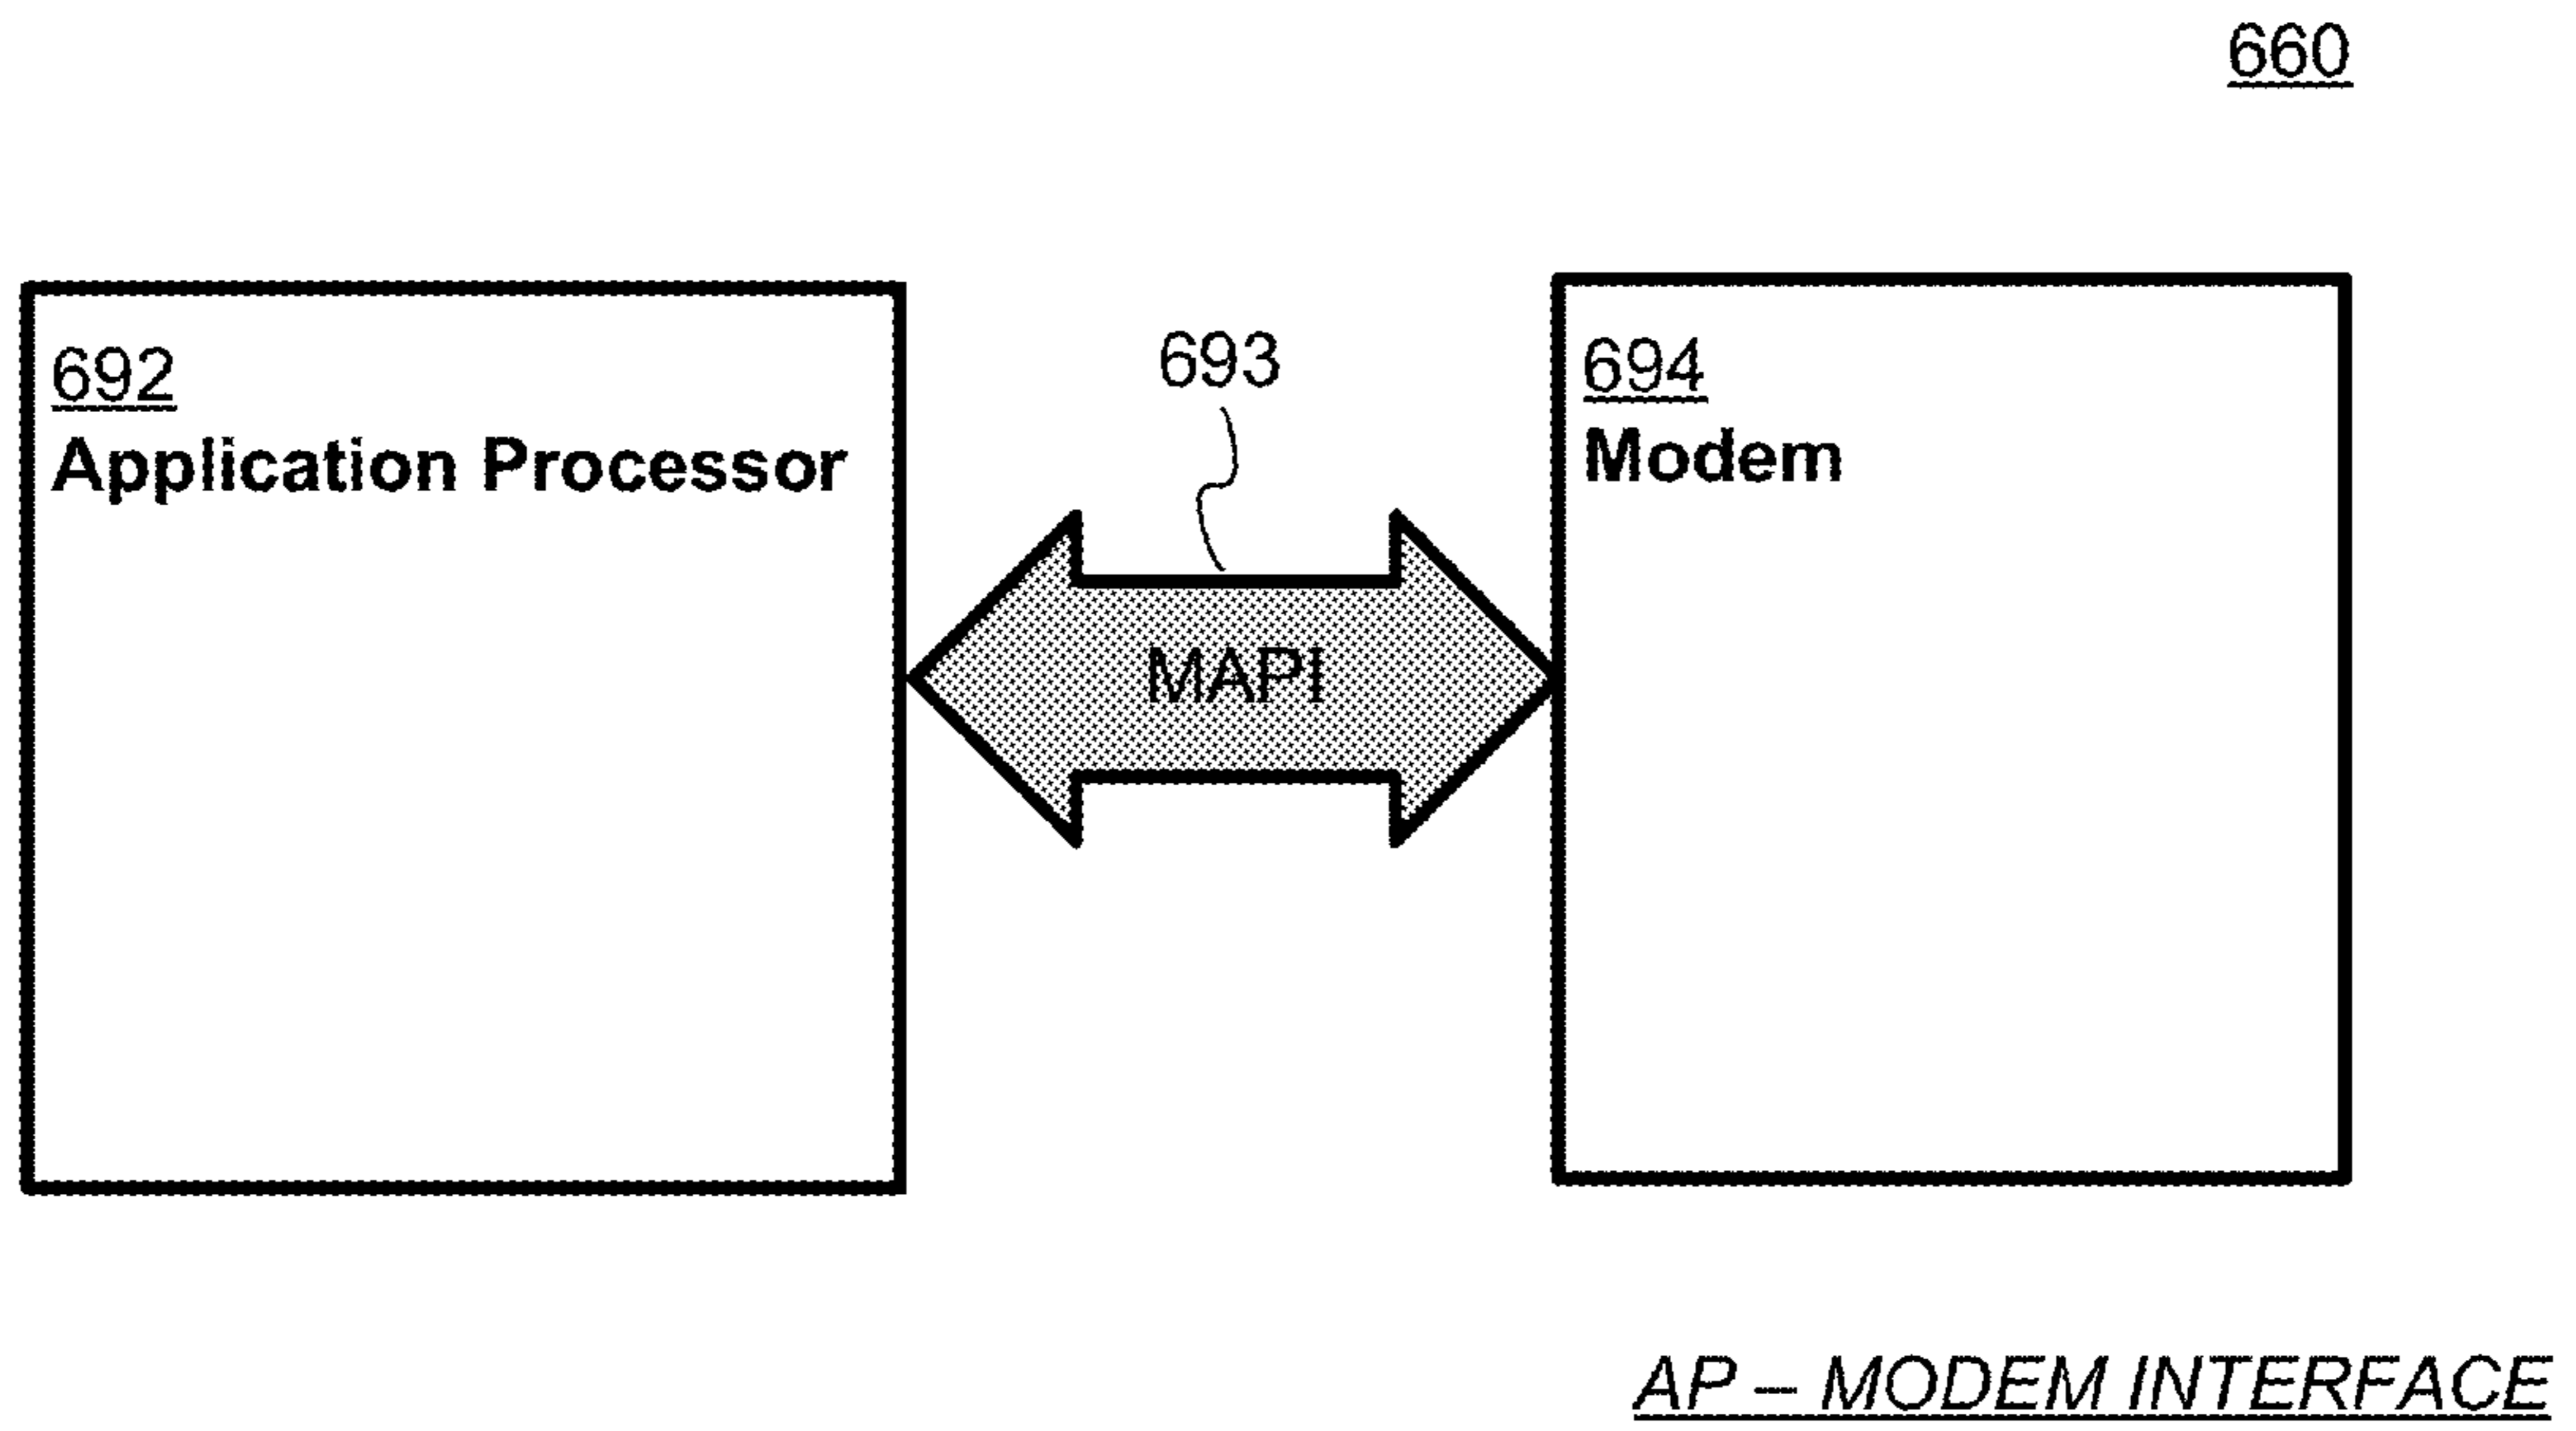 660
692
Application Processor
693
694
Modem
MAPI
AP – MODEM INTERFACE